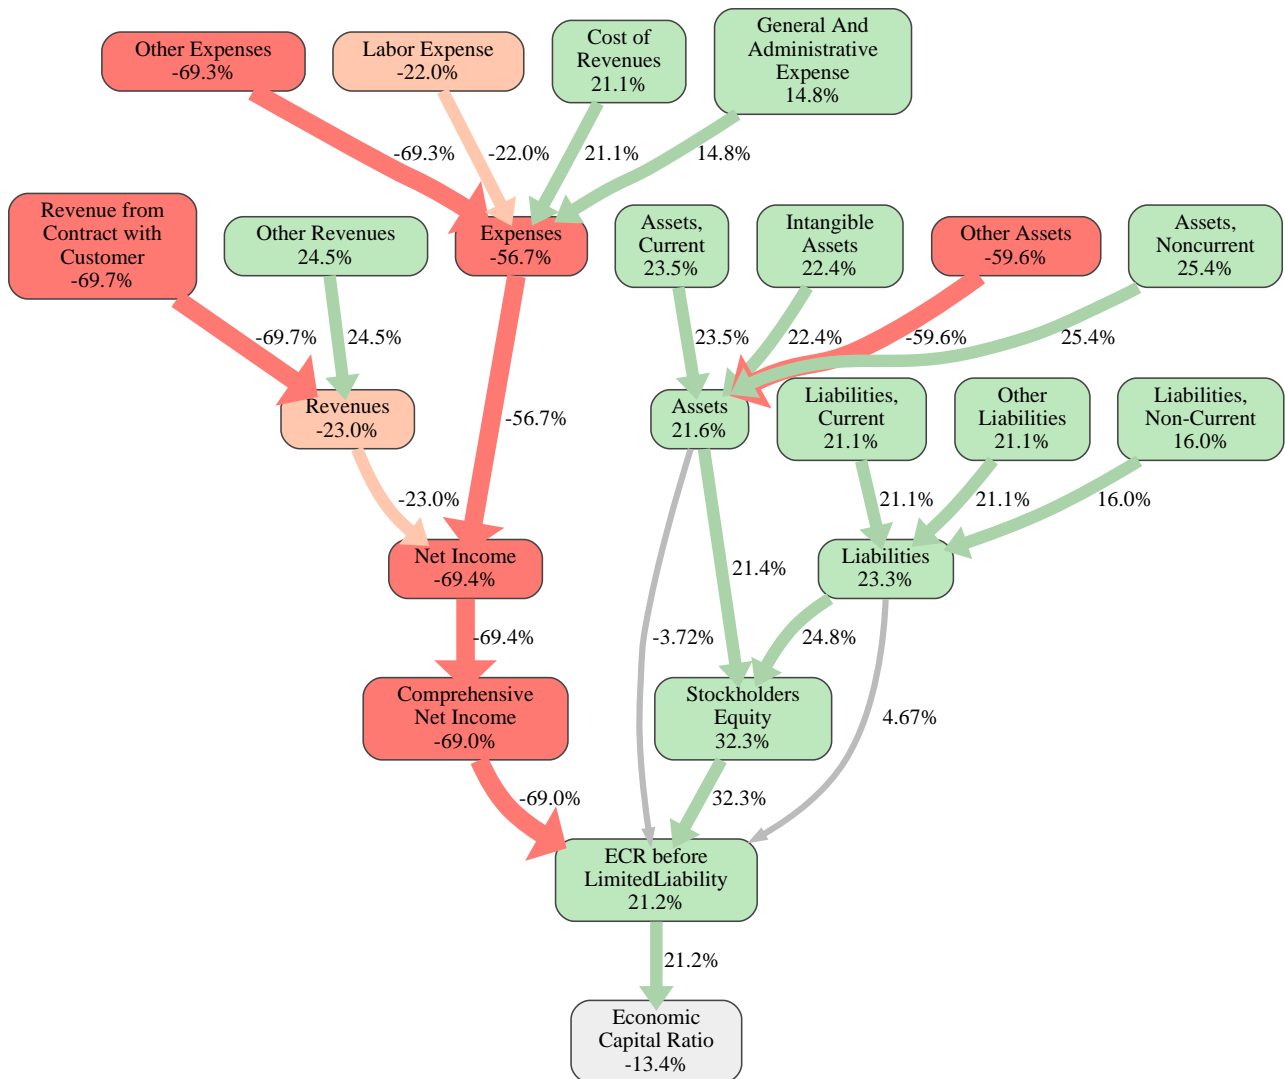 Other Expenses
-69.3%
Labor Expense
-22.0%
Cost of
Revenues
21.1%
General And
Administrative
Expense
14.8%
-69.3%
-22.0%
21.1%
14.8%
Revenue from
Contract with
Customer
-69.7%
Other Revenues
24.5%
Expenses
-56.7%
Assets,
Current
23.5%
Intangible
Assets
22.4%
Other Assets
-59.6%
Assets,
Noncurrent
25.4%
-69.7%
24.5%
-56.7%
23.5%
22.4%
-59.6%
25.4%
Revenues
-23.0%
Assets
21.6%
Liabilities,
Current
21.1%
Other
Liabilities
21.1%
Liabilities,
Non-Current
16.0%
-23.0%
21.1%
21.1%
16.0%
Net Income
-69.4%
21.4%
Liabilities
23.3%
-69.4%
-3.72%
24.8%
4.67%
Comprehensive
Net Income
-69.0%
Stockholders
Equity
32.3%
-69.0%
32.3%
ECR before
LimitedLiability
21.2%
21.2%
Economic
Capital Ratio
-13.4%